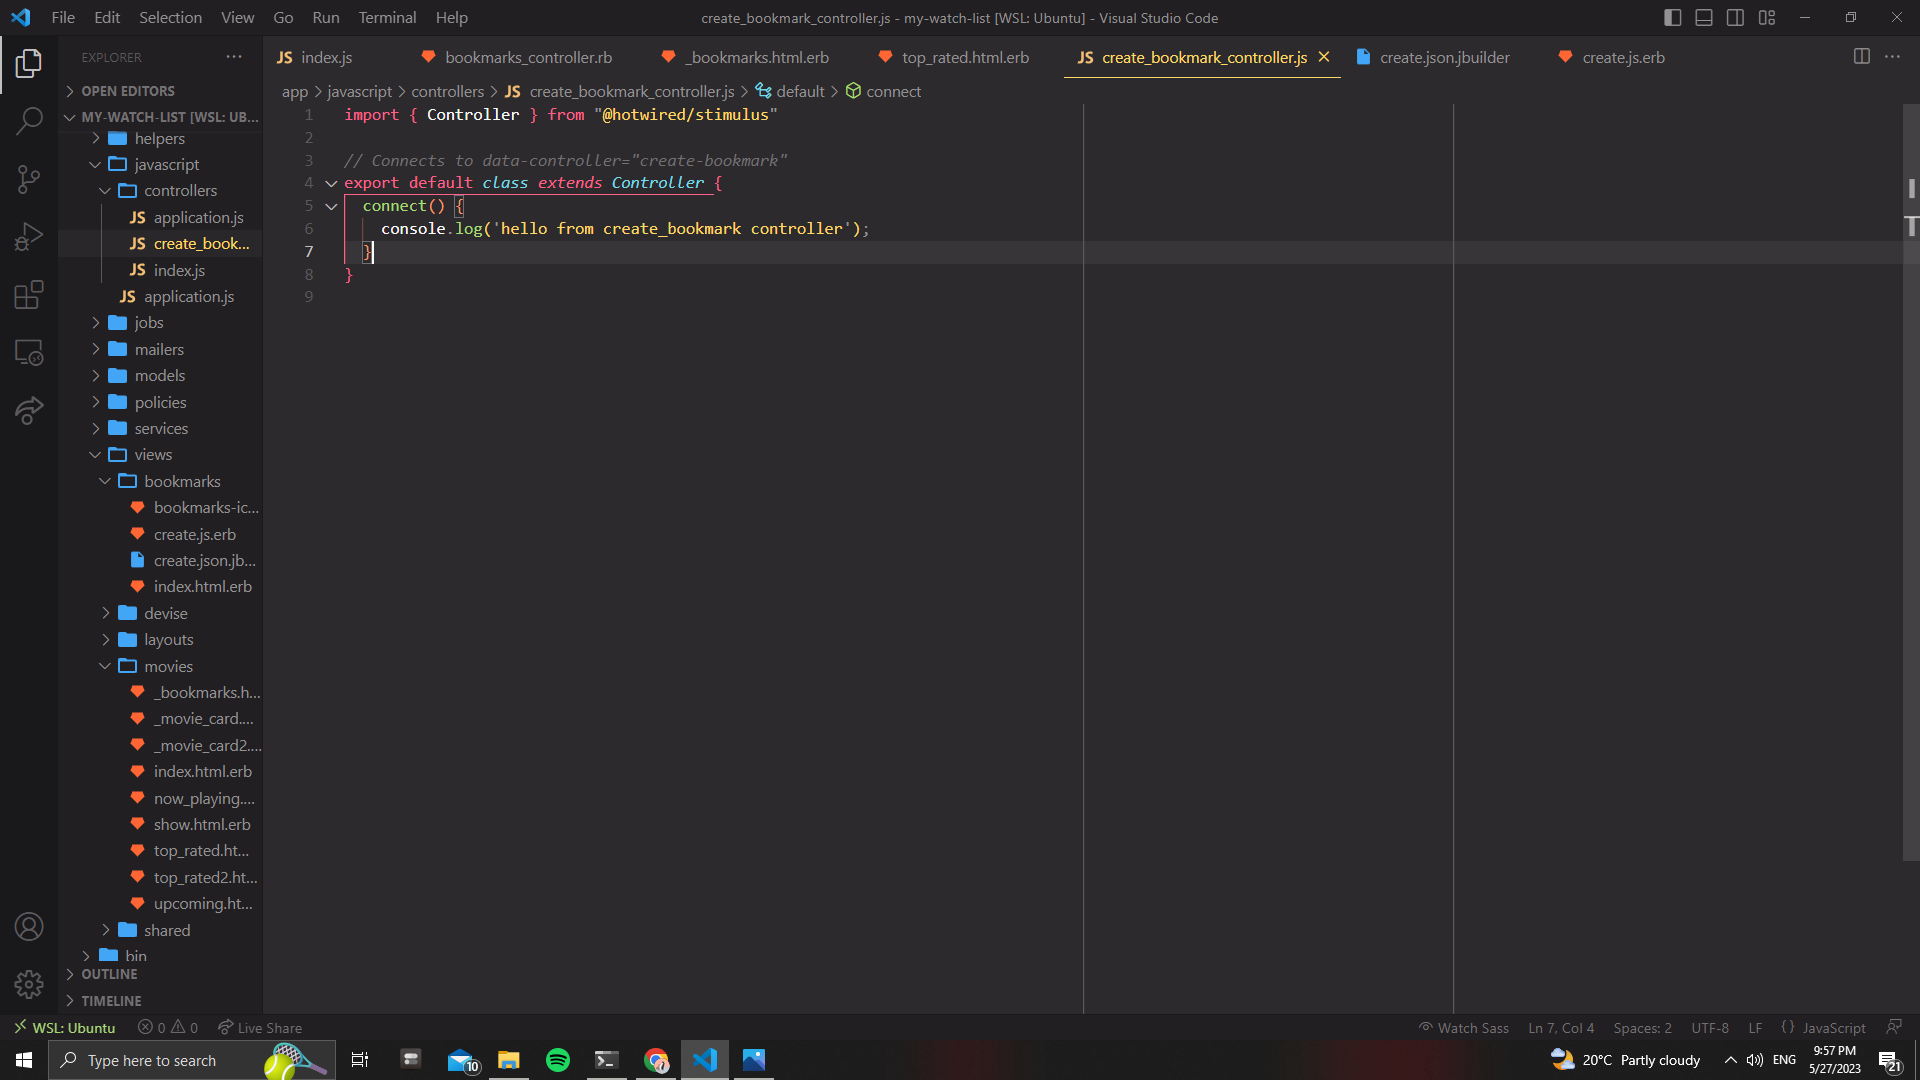 File Edit Selection View Go Run Terminal Help
create_bookmark_controller.js - my-watch-list [WSL: Ubuntu] - Visual Studio Code
EXPLORER ...
JS index.js
bookmarks_controller.rb
_bookmarks.html.erb
top_rated.html.erb
JS create_bookmark_controller.js
create.json.jbuilder
create.js.erb
app > javascript > controllers > JS create_bookmark_controller.js > default > connect
OPEN EDITORS
MY-WATCH-LIST [WSL: UB...
helpers
javascript
controllers
JS application.js
JS create_book...
JS index.js
JS application.js
jobs
mailers
models
policies
services
views
bookmarks
bookmarks-ic...
create.js.erb
create.json.jb...
index.html.erb
devise
layouts
movies
_bookmarks.h...
_movie_card....
_movie_card2....
index.html.erb
now_playing....
show.html.erb
top_rated.ht...
top_rated2.ht...
upcoming.ht...
shared
bin
OUTLINE
TIMELINE
1 import { Controller } from "@hotwired/stimulus"
2
3 // Connects to data-controller="create-bookmark"
4 export default class extends Controller {
5 connect() {
6 console.log('hello from create_bookmark controller');
7 }
8 }
9
WSL: Ubuntu 0 0 Live Share
Watch Sass Ln 7, Col 4 Spaces: 2 UTF-8 LF {} JavaScript
Type here to search
10
20°C Partly cloudy
ENG
9:57 PM
5/27/2023
21